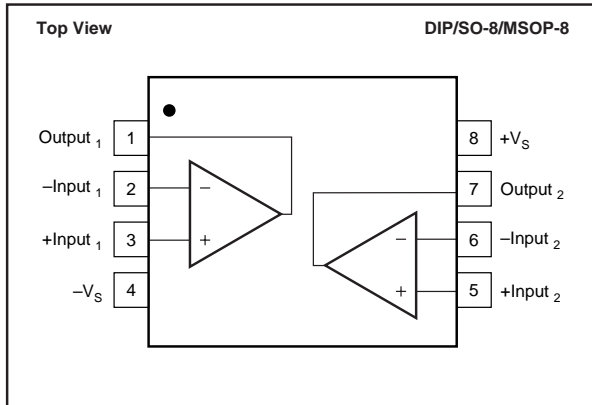 Top View DIP/SO-8/MSOP-8
Output 1 1 8 +VS
–Input 1 2 – 7 Output 2
+Input 1 3 + – 6 –Input 2
–VS 4 + 5 +Input 2